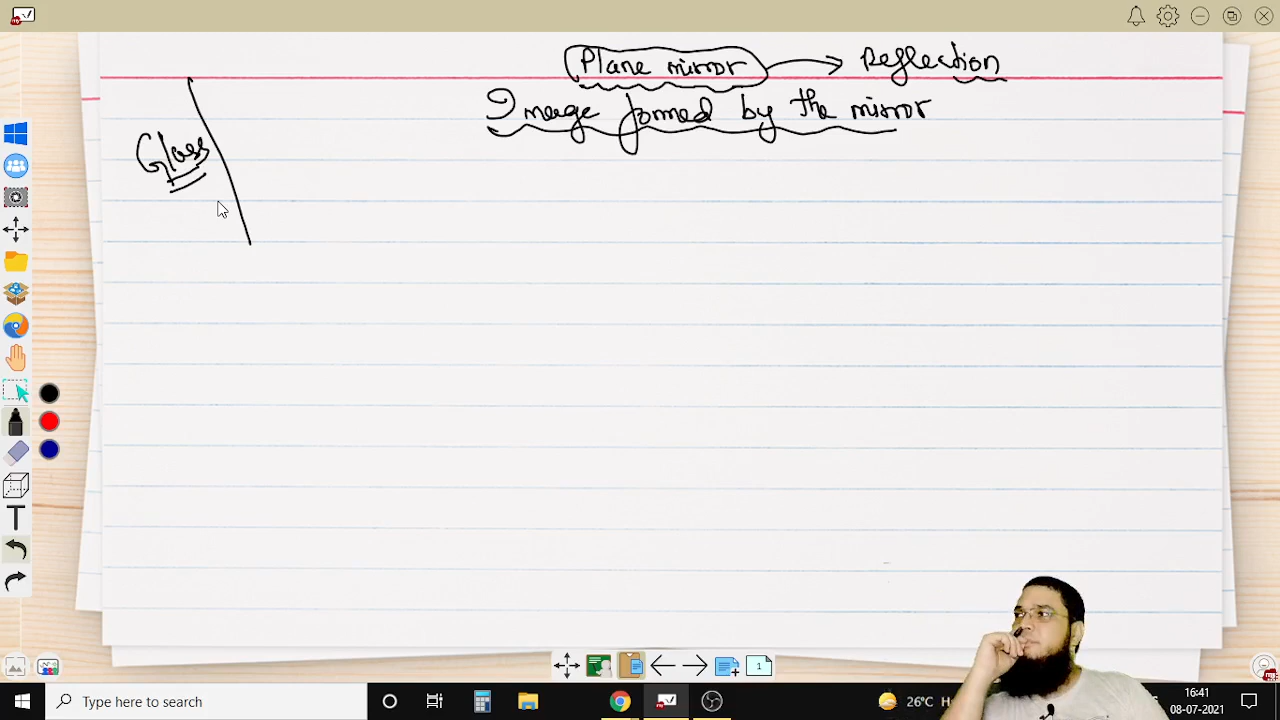 Plane mirror → Reflection
Image formed by the mirror
Glass
T
1
Type here to search
26°C H
16:41
08-07-2021